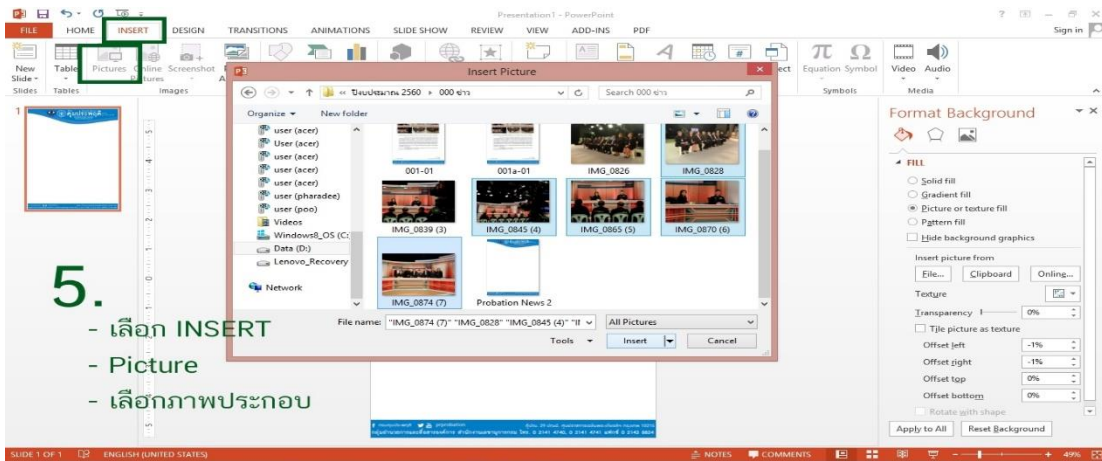 Presentation1 - PowerPoint
Sign in
FILE HOME INSERT DESIGN TRANSITIONS ANIMATIONS SLIDE SHOW REVIEW VIEW ADD-INS PDF
New Slide
Table
Pictures
Online Pictures
Screenshot
Equation Symbol
Video Audio
Slides Tables Images Symbols Media
Insert Picture
ปีงบประมาณ 2560 000 ข่าว
Search 000 ข่าว
Organize New folder
user (acer)
User (acer)
user (acer)
user (acer)
user (acer)
user (pharadee)
user (poo)
Videos
Windows8_OS (C:
Data (D:)
Lenovo_Recovery
Network
001-01 001a-01 IMG_0826 IMG_0828
IMG_0839 (3) IMG_0845 (4) IMG_0865 (5) IMG_0870 (6)
IMG_0874 (7) Probation News 2
File name: "IMG_0874 (7)" "IMG_0828" "IMG_0845 (4)" "II
All Pictures
Tools Insert Cancel
1
5.
- เลือก INSERT
- Picture
- เลือกภาพประกอบ
Format Background
FILL
Solid fill
Gradient fill
Picture or texture fill
Pattern fill
Hide background graphics
Insert picture from
File... Clipboard Online...
Texture
Transparency 0%
Tile picture as texture
Offset left -1%
Offset right -1%
Offset top 0%
Offset bottom 0%
Rotate with shape
Apply to All Reset Background
SLIDE 1 OF 1 ENGLISH (UNITED STATES) NOTES COMMENTS 49%